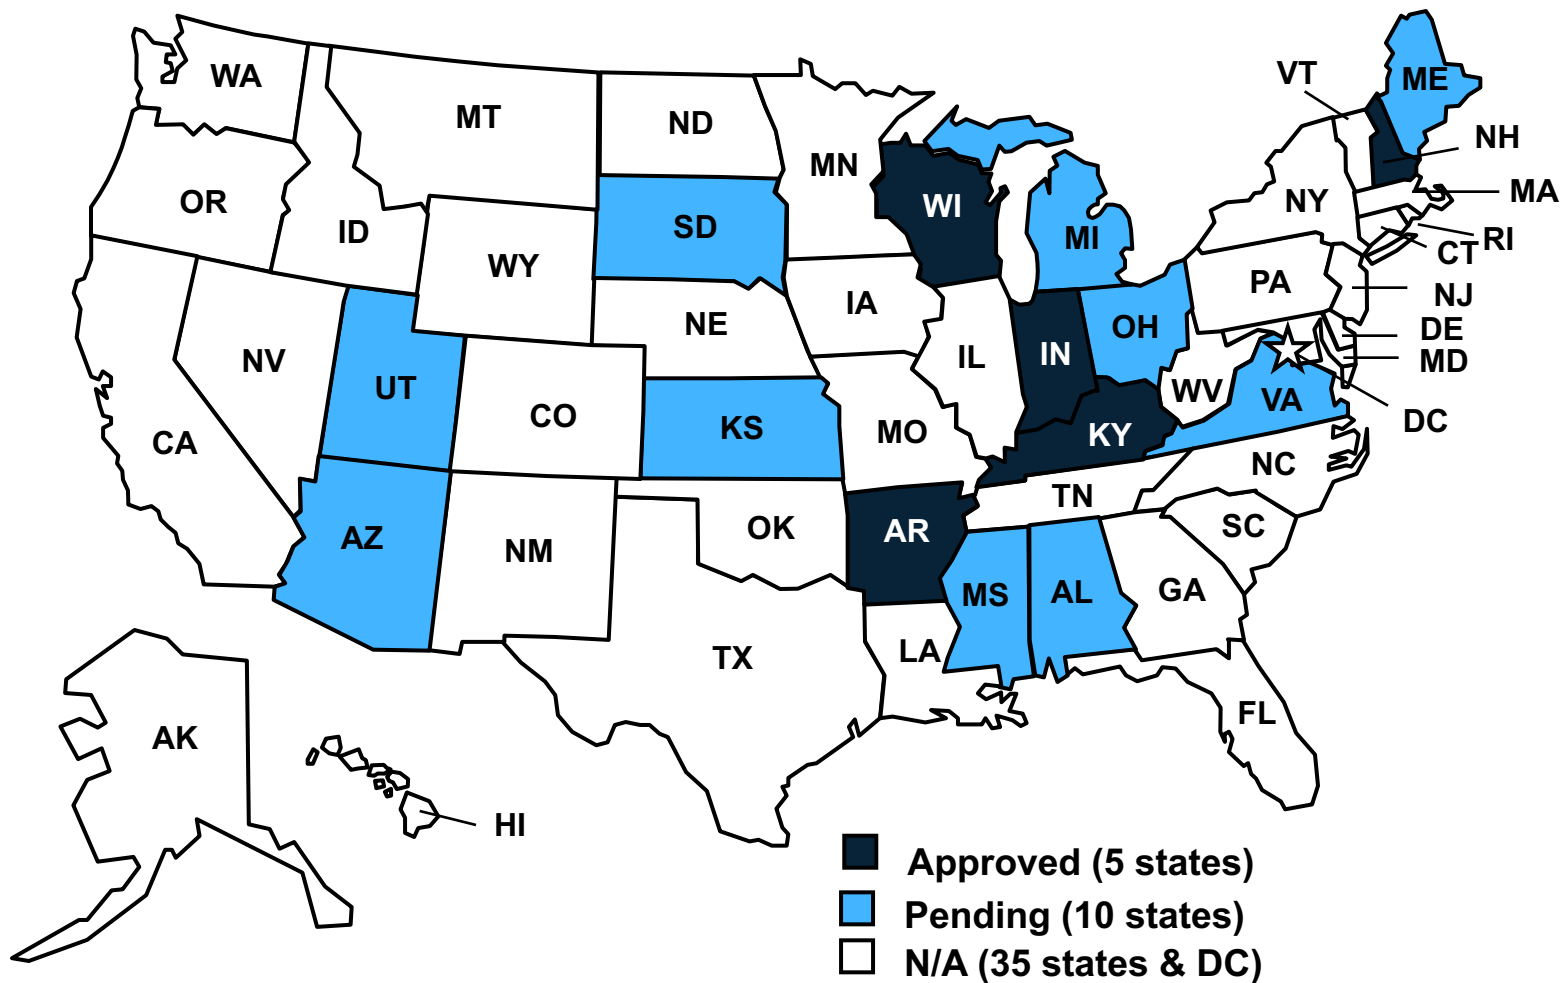 WA
MT
ND
MN
VT
ME
NH
MA
OR
ID
SD
WI
MI
NY
RI
CT
WY
IA
PA
NJ
NE
OH
DE
IL
IN
MD
NV
UT
CO
KS
MO
KY
WV
VA
DC
CA
NC
TN
AZ
NM
OK
AR
SC
MS
AL
GA
TX
LA
FL
AK
HI
Approved (5 states)
Pending (10 states)
N/A (35 states & DC)